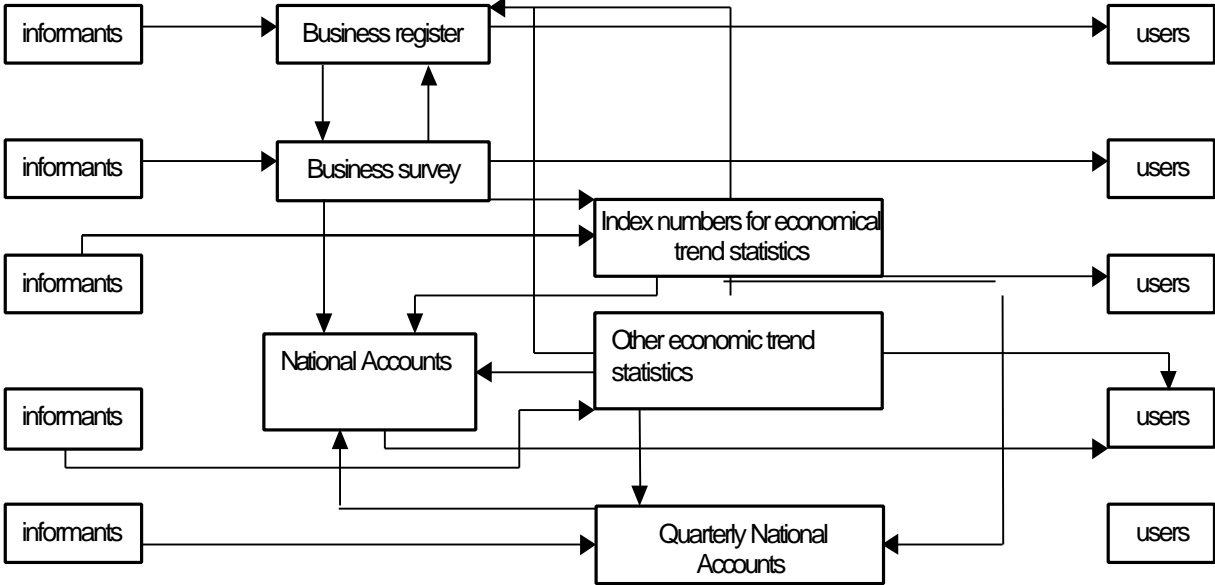 informants
Business register
users
informants
Business survey
users
Index numbers for economical
trend statistics
informants
users
National Accounts
Other economic trend
statistics
informants
users
informants
Quarterly National
Accounts
users